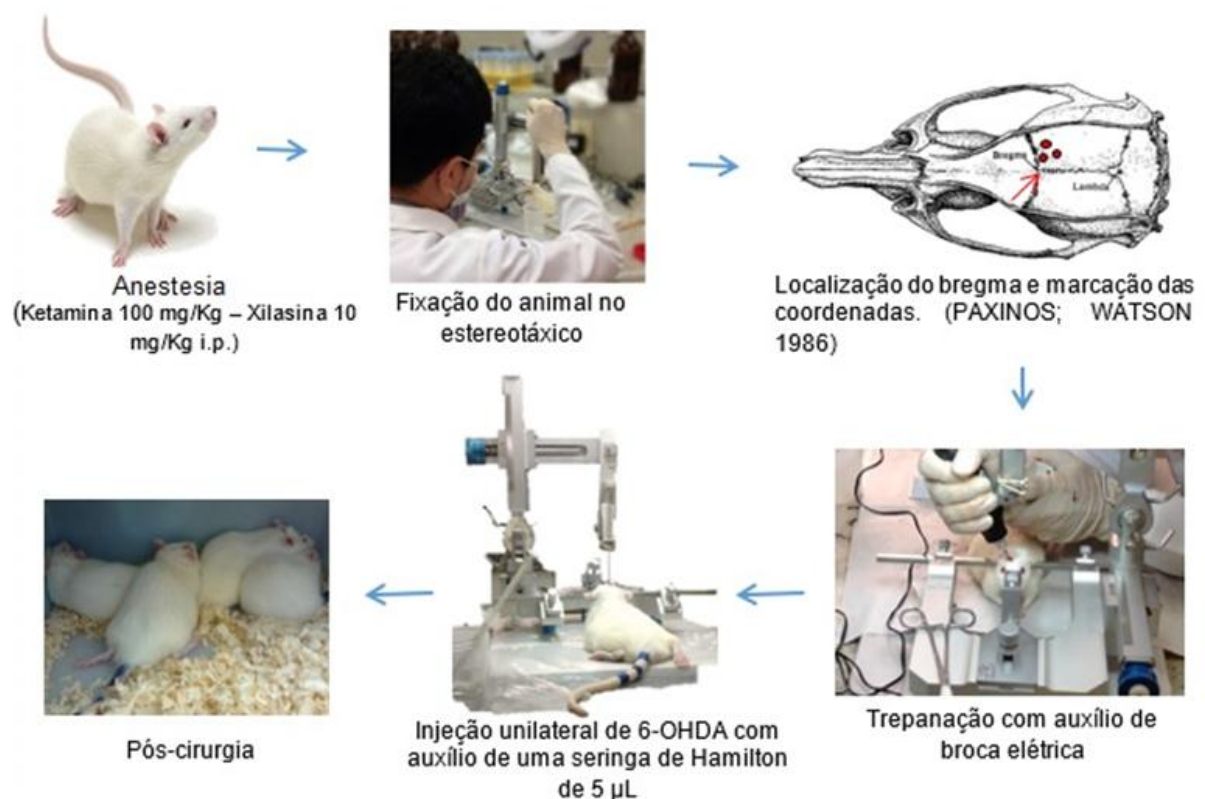 Anestesia
(Ketamina 100 mg/Kg – Xilasina 10
mg/Kg i.p.)
Fixação do animal no
estereotáxico
Bregma
Lambda
Localização do bregma e marcação das
coordenadas. (PAXINOS; WATSON
1986)
Trepanação com auxílio de
broca elétrica
Injeção unilateral de 6-OHDA com
auxílio de uma seringa de Hamilton
de 5 µL
Pós-cirurgia